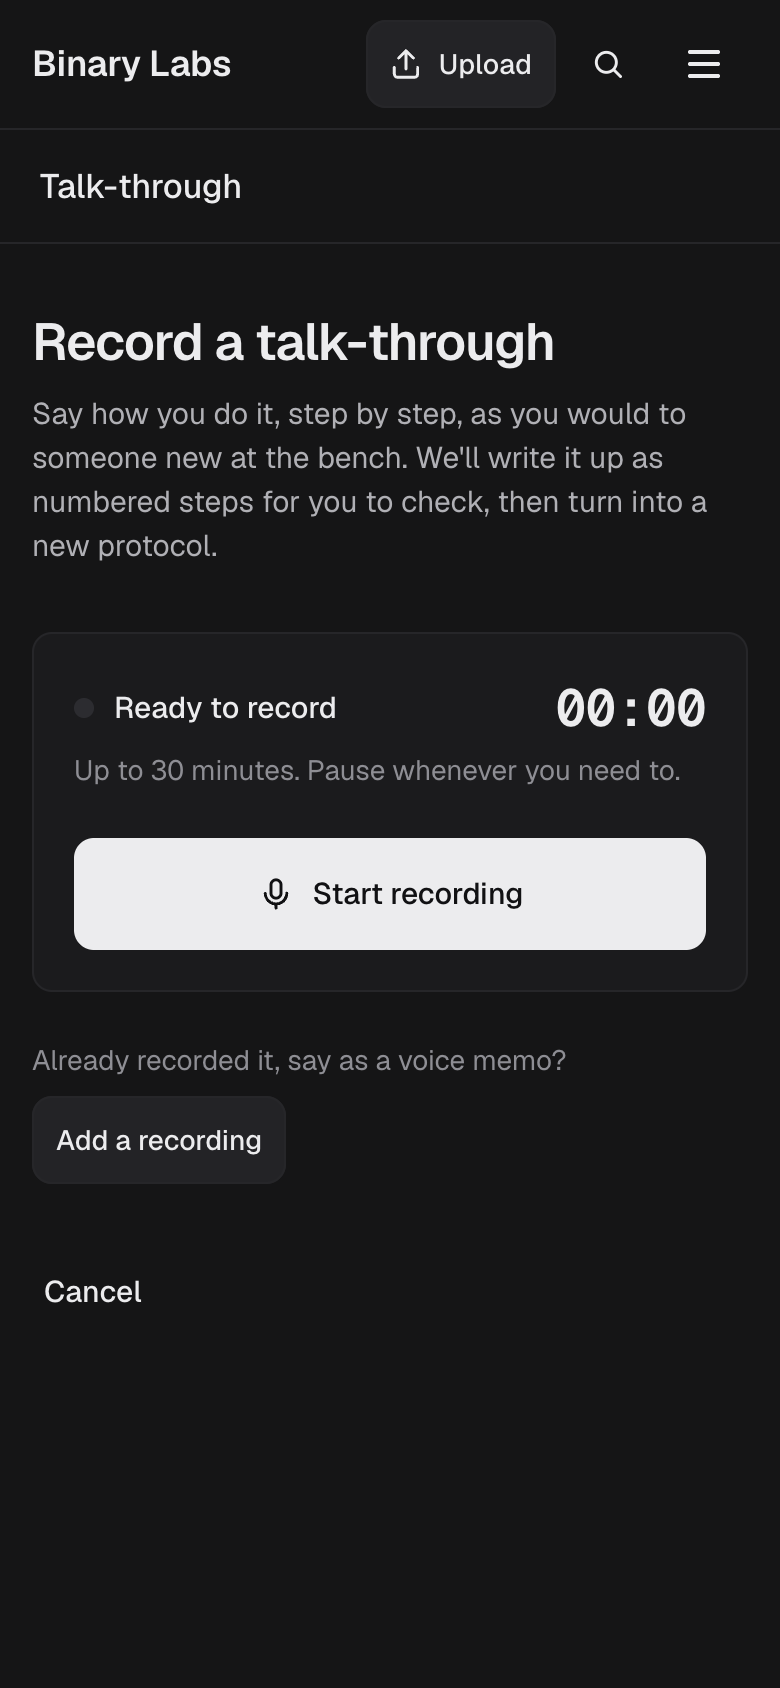 Binary Labs
Upload
Talk-through
Record a talk-through
Say how you do it, step by step, as you would to
someone new at the bench. We'll write it up as
numbered steps for you to check, then turn into a
new protocol.
Ready to record
00:00
Up to 30 minutes. Pause whenever you need to.
Start recording
Already recorded it, say as a voice memo?
Add a recording
Cancel